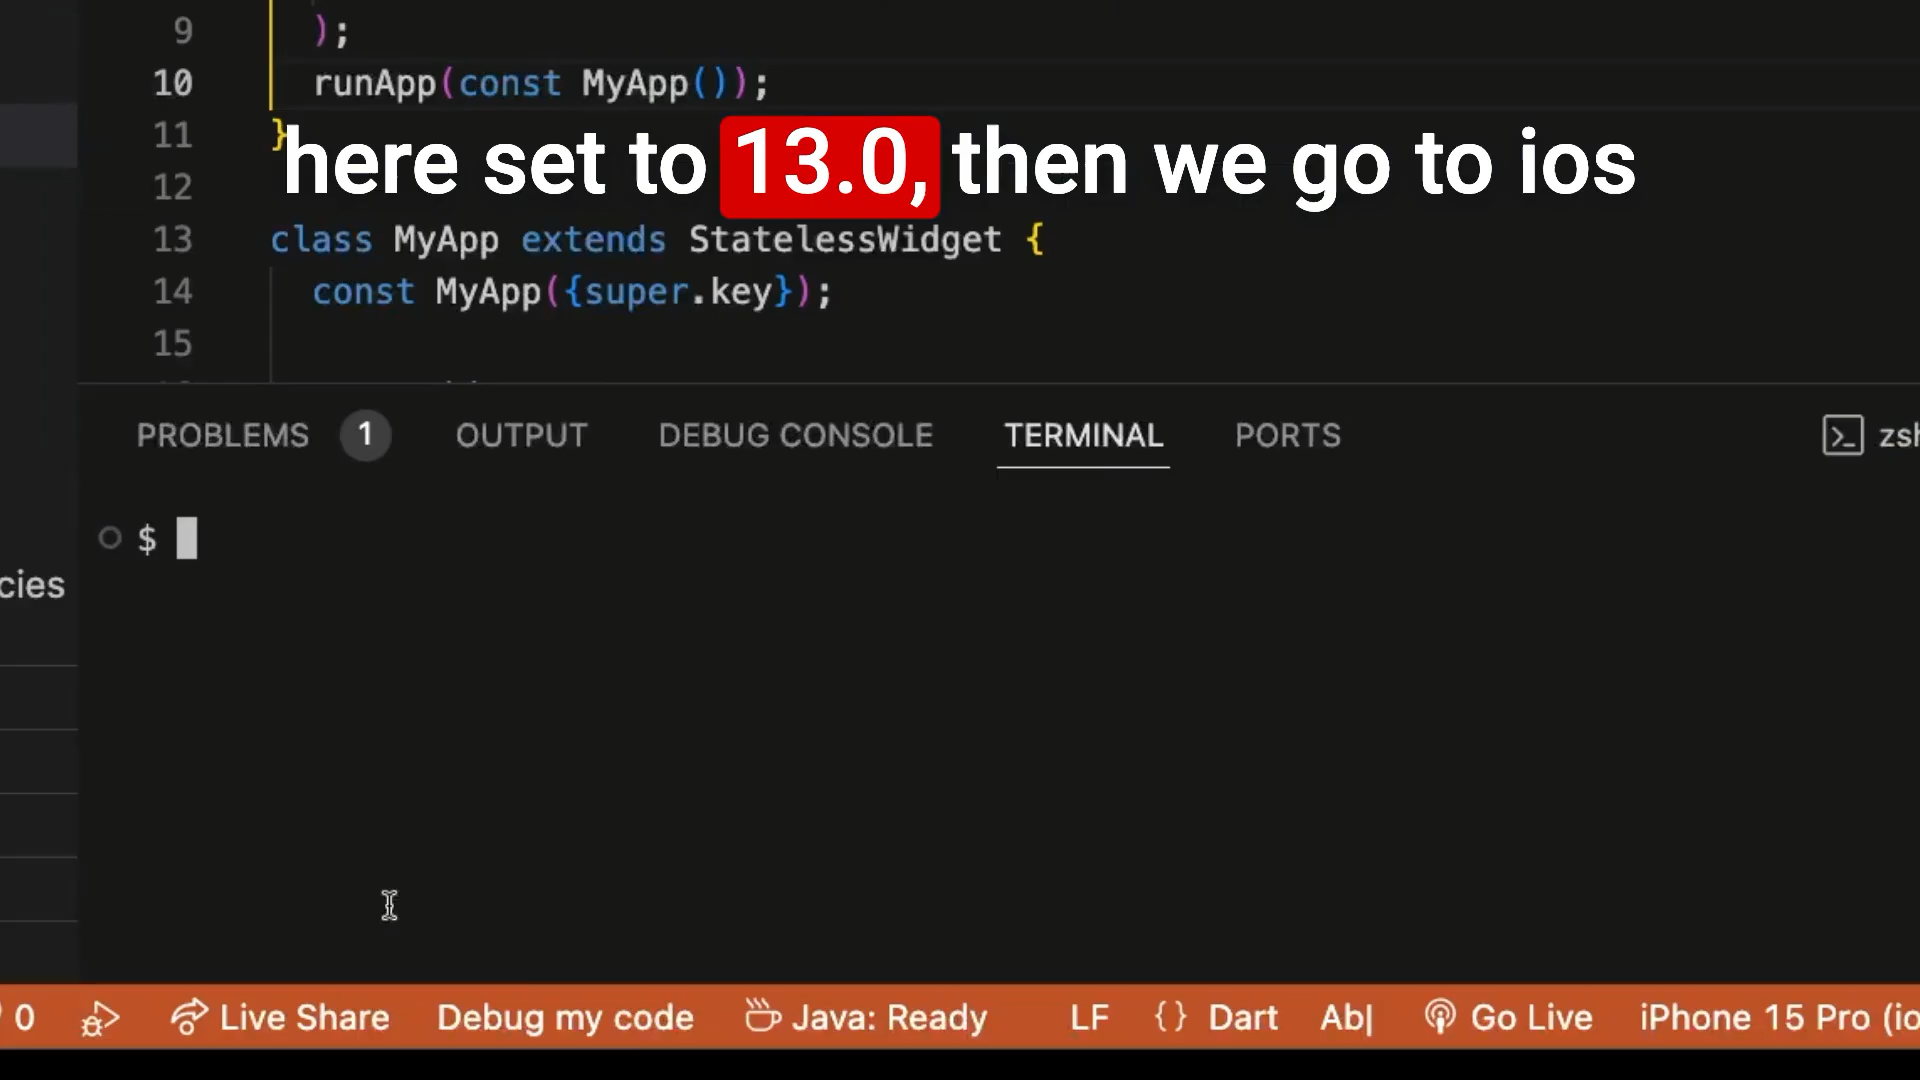 9 );
10 runApp(const MyApp());
11 }
here set to 13.0, then we go to ios
12
13 class MyApp extends StatelessWidget {
14 const MyApp({super.key});
15
PROBLEMS 1 OUTPUT DEBUG CONSOLE TERMINAL PORTS zsh
$
cies
0 Live Share Debug my code Java: Ready LF {} Dart Ab| Go Live iPhone 15 Pro (io